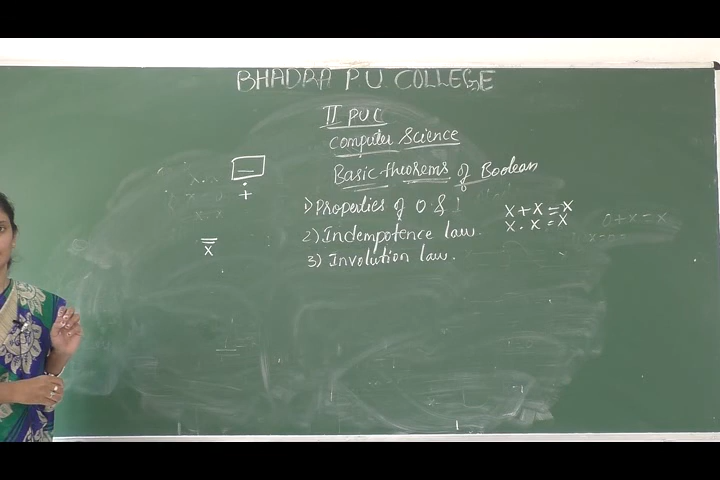 BHADRA P.U. COLLEGE
II PUC
Computer Science
Basic theorems of Boolean
1) Properties of 0 & 1
2) Indempotence law.
3) Involution law.
X + X = X
X . X = X
+
X̿
0 + X = X